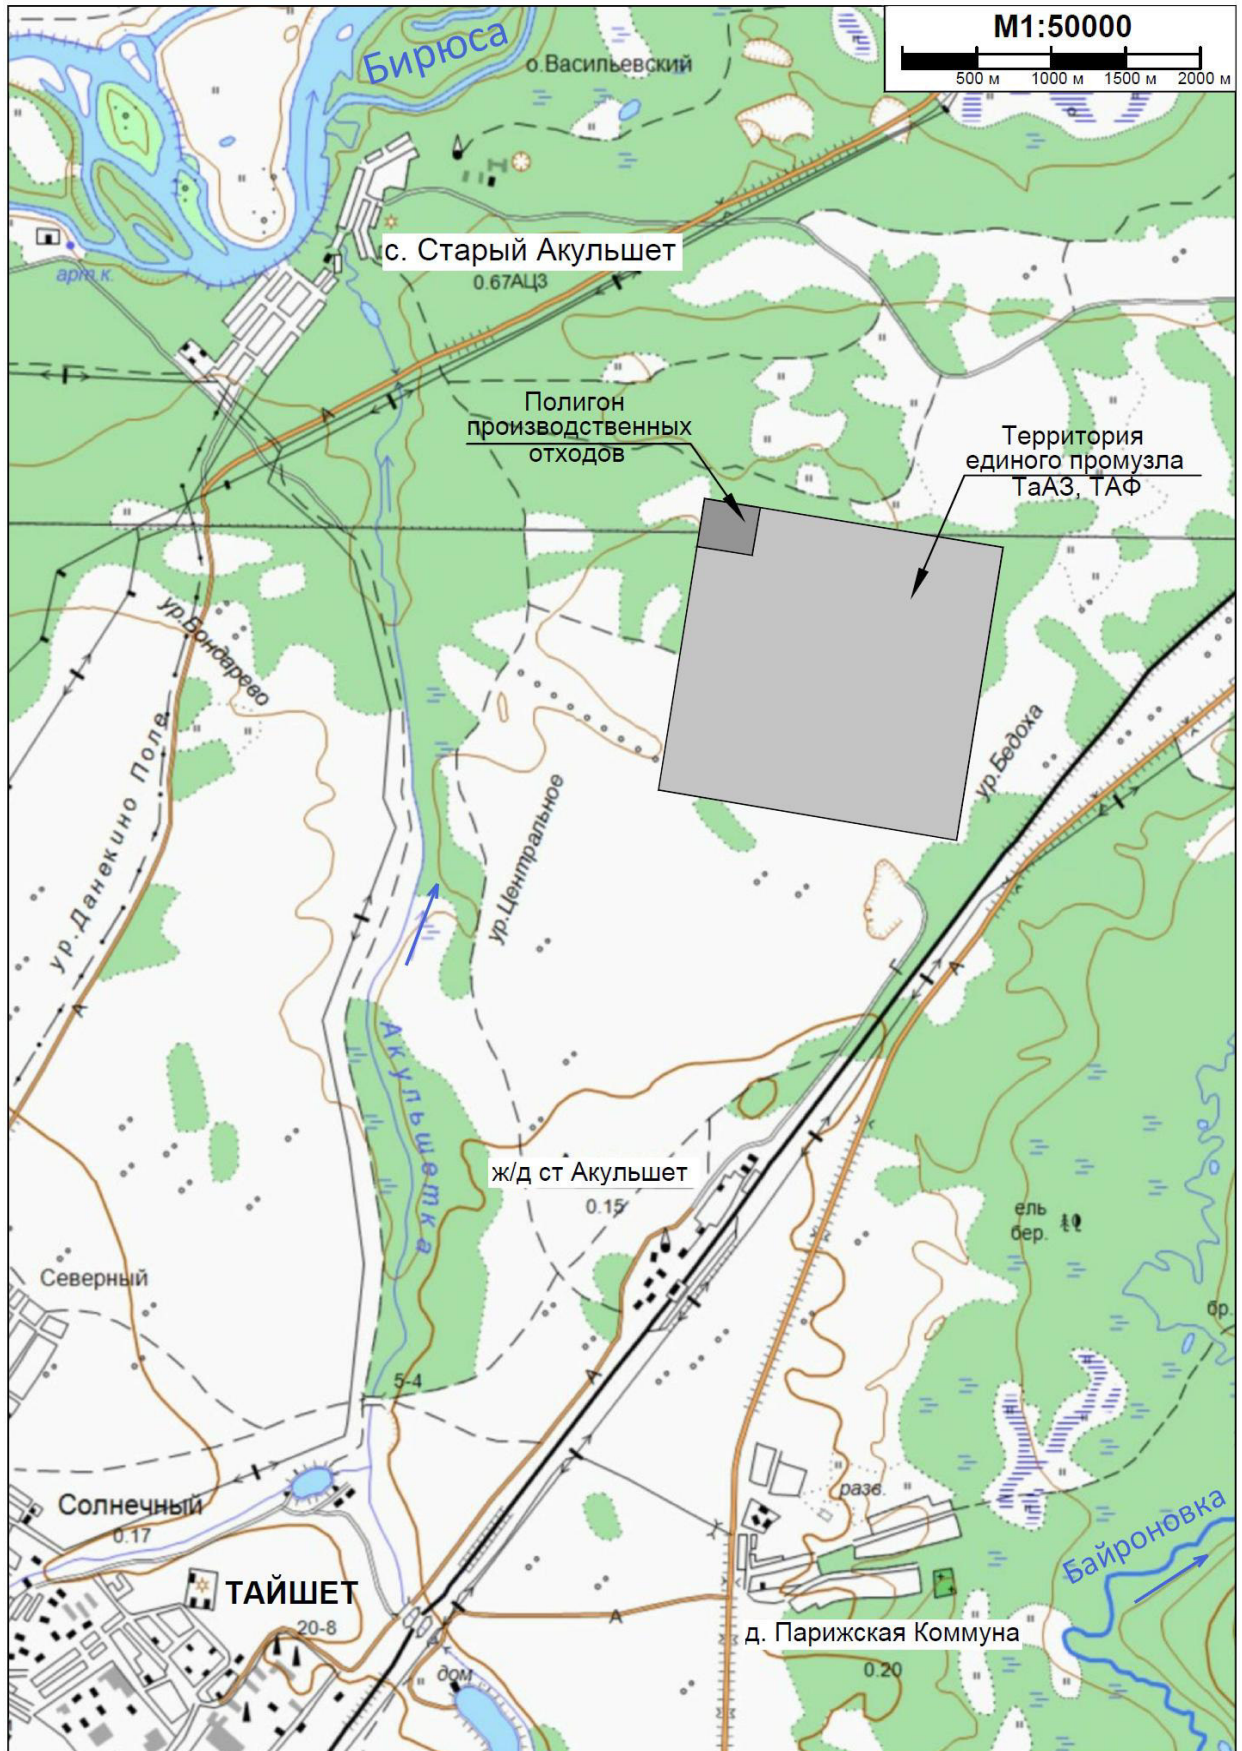 М1:50000
500 м 1000 м 1500 м 2000 м
Бирюса
о.Васильевский
с. Старый Акульшет
0.67АЦЗ
арт.к.
Полигон
производственных
отходов
Территория
единого промузла
ТаАЗ, ТАФ
А
ур.Бондарево
ур.Данекино Поле
ур.Бедоха
ур.Центральное
А
Г
А
Акульшетка
ж/д ст Акульшет
0.15
ель
бер.
Северный
бр.
5-4
А
разв.
Солнечный
0.17
Байроновка
ТАЙШЕТ
20-8
А
д. Парижская Коммуна
0.20
дом